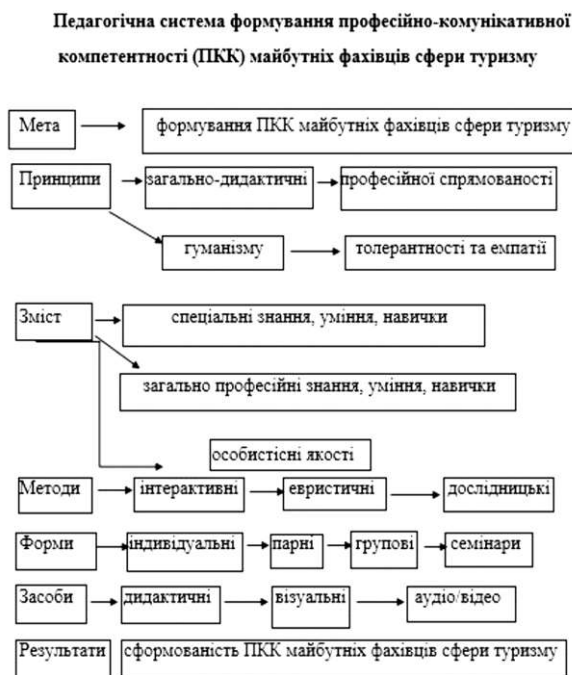 Педагогічна система формування професійно-комунікативної
компетентності (ПКК) майбутніх фахівців сфери туризму
Мета формування ПКК майбутніх фахівців сфери туризму
Принципи загально-дидактичні професійної спрямованості
гуманізму толерантності та емпатії
Зміст спеціальні знання, уміння, навички
загально професійні знання, уміння, навички
особистісні якості
Методи інтерактивні евристичні дослідницькі
Форми індивідуальні парні групові семінари
Засоби дидактичні візуальні аудіо/відео
Результати сформованість ПКК майбутніх фахівців сфери туризму